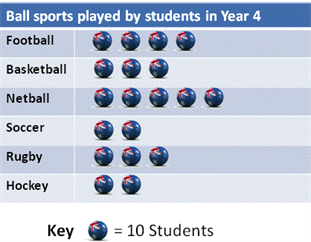 Ball sports played by students in Year 4
Football
Basketball
Netball
Soccer
Rugby
Hockey
Key = 10 Students